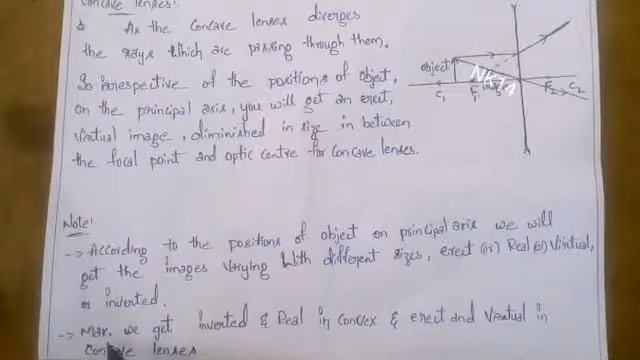 Concave lenses:
As the Concave lenses diverges
the rays which are passing through them.
So irrespective of the positions of object,
on the principal axis, you will get an erect,
virtual image, diminished in size in between
the focal point and optic centre for concave lenses.
object
NK74
C1 F1 F2 C2
Note:
→ According to the positions of object on principal axis we will
get the images varying with different sizes, erect (or) Real (or) Virtual,
or inverted.
→ Max. we get inverted & Real in convex & erect and virtual in
Concave lenses